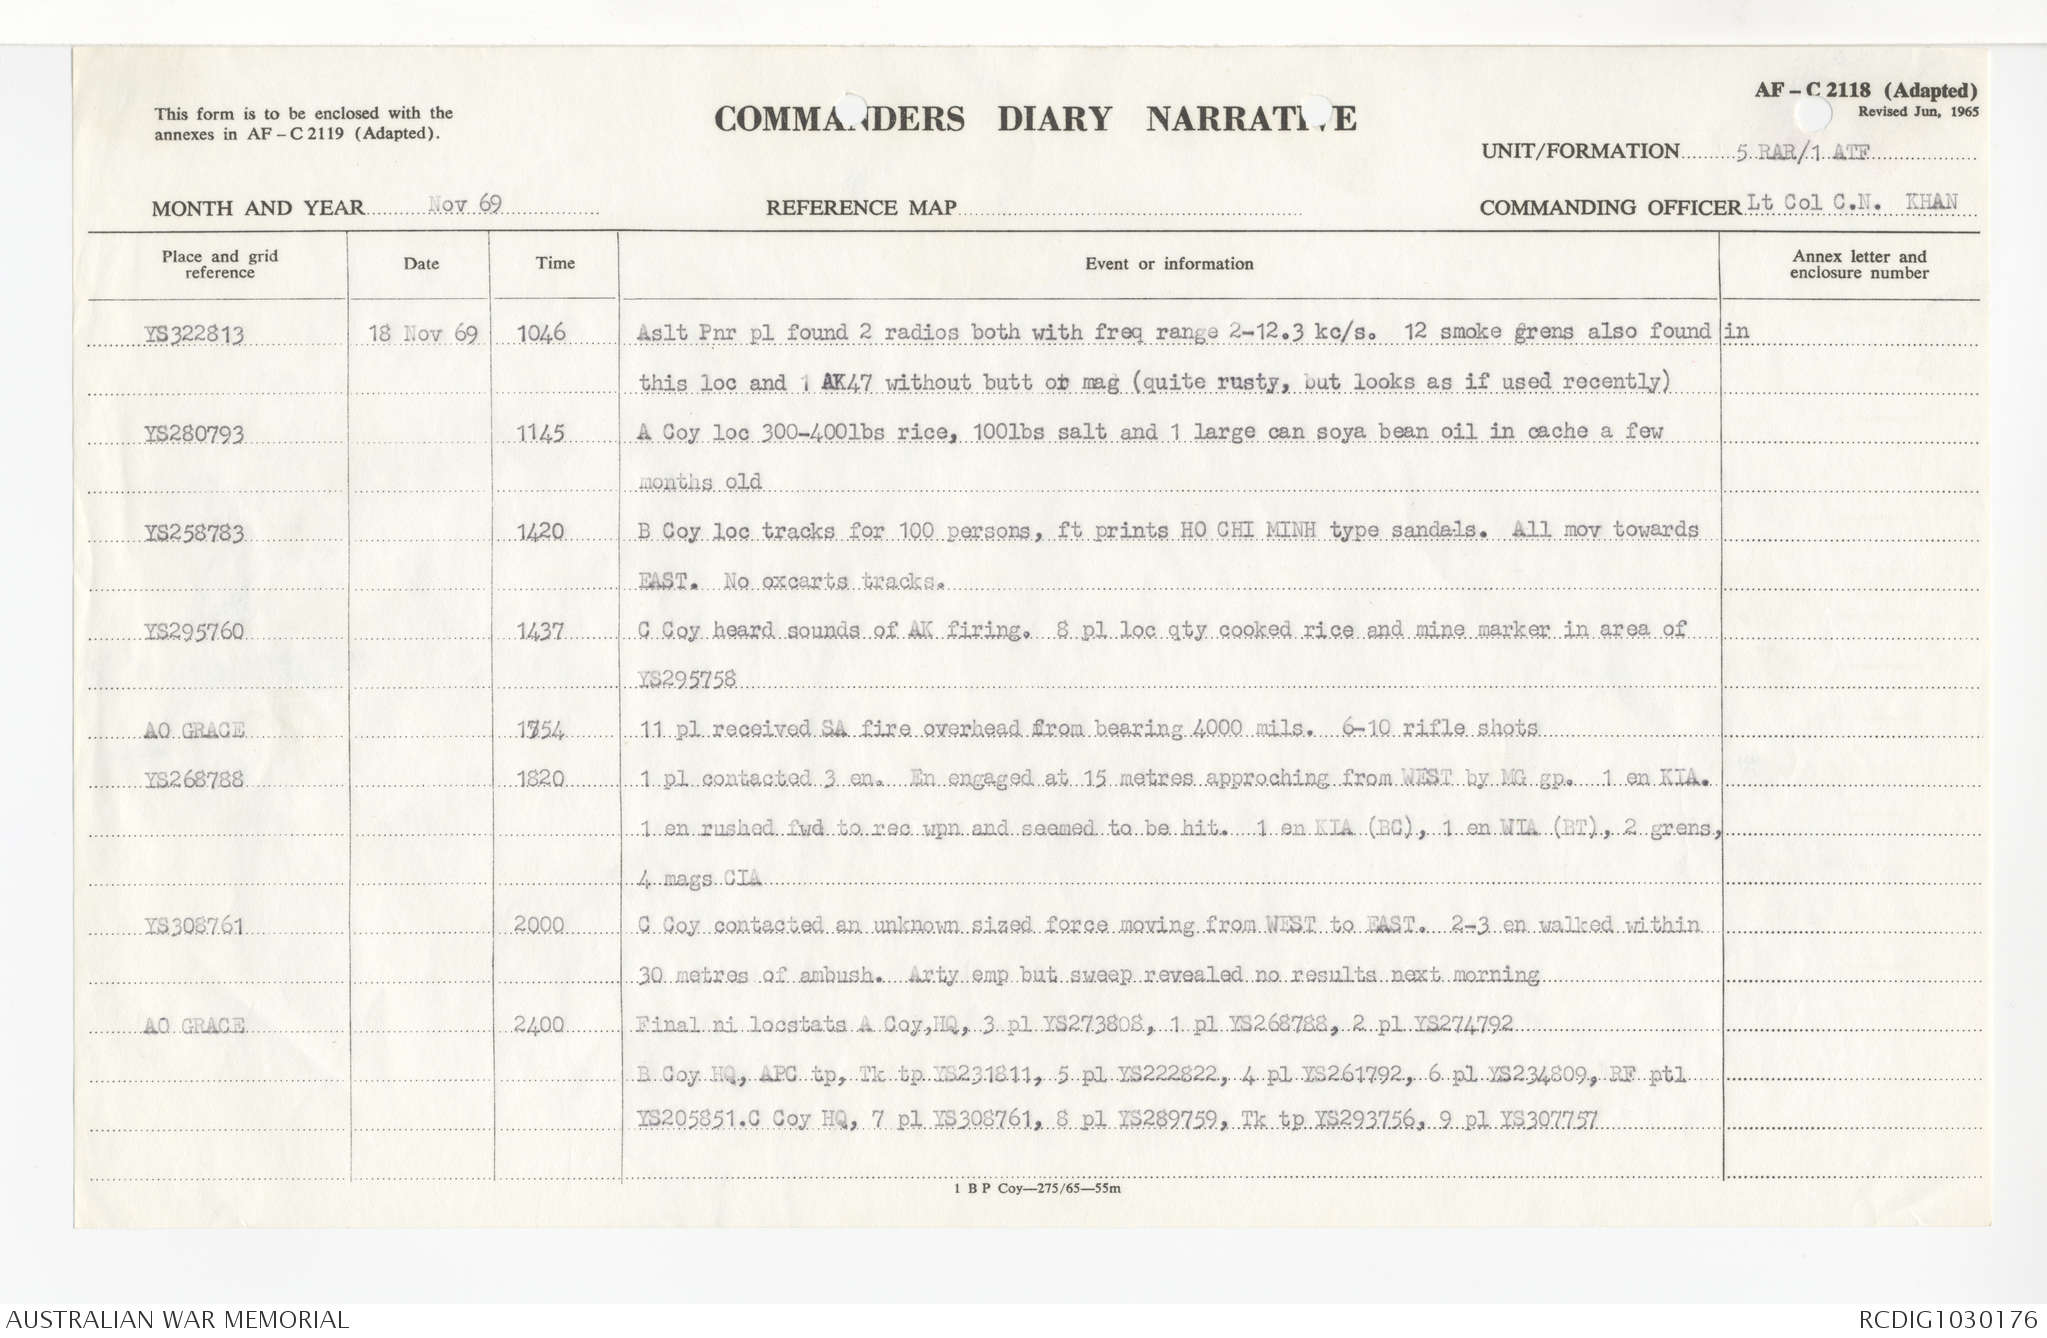 This form is to be enclosed with the
annexes in AF – C 2119 (Adapted).
COMMANDERS DIARY NARRATIVE
AF – C 2118 (Adapted)
Revised Jun, 1965
UNIT/FORMATION 5 RAR/1 ATF
MONTH AND YEAR Nov 69
REFERENCE MAP
COMMANDING OFFICER Lt Col C.N. KHAN
Place and grid
reference
Date
Time
Event or information
Annex letter and
enclosure number
YS322813 18 Nov 69 1046 Aslt Pnr pl found 2 radios both with freq range 2-12.3 kc/s. 12 smoke grens also found in
this loc and 1 AK47 without butt or mag (quite rusty, but looks as if used recently)
YS280793 1145 A Coy loc 300-400lbs rice, 100lbs salt and 1 large can soya bean oil in cache a few
months old
YS258783 1420 B Coy loc tracks for 100 persons, ft prints HO CHI MINH type sandals. All mov towards
EAST. No oxcarts tracks.
YS295760 1437 C Coy heard sounds of AK firing. 8 pl loc qty cooked rice and mine marker in area of
YS295758
AO GRACE 1754 11 pl received SA fire overhead from bearing 4000 mils. 6-10 rifle shots
YS268788 1820 1 pl contacted 3 en. En engaged at 15 metres approching from WEST by MG gp. 1 en KIA.
1 en rushed fwd to rec wpn and seemed to be hit. 1 en KIA (BC), 1 en WIA (BT), 2 grens,
4 mags CIA
YS308761 2000 C Coy contacted an unknown sized force moving from WEST to EAST. 2-3 en walked within
30 metres of ambush. Arty emp but sweep revealed no results next morning
AO GRACE 2400 Final ni locstats A Coy,HQ, 3 pl YS273808, 1 pl YS268788, 2 pl YS274792
B Coy HQ, APC tp, Tk tp YS231811, 5 pl YS222822, 4 pl YS261792, 6 pl YS234809, RF ptl
YS205851.C Coy HQ, 7 pl YS308761, 8 pl YS289759, Tk tp YS293756, 9 pl YS307757
1 B P Coy—275/65—55m
AUSTRALIAN WAR MEMORIAL
RCDIG1030176